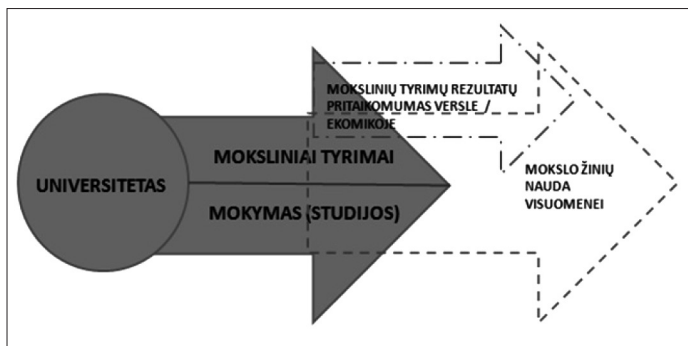 UNIVERSITETAS
MOKSLINIAI TYRIMAI
MOKYMAS (STUDIJOS)
MOKSLINIŲ TYRIMŲ REZULTATŲ
PRITAIKOMUMAS VERSLE /
EKOMIKOJE
MOKSLO ŽINIŲ
NAUDA
VISUOMENEI